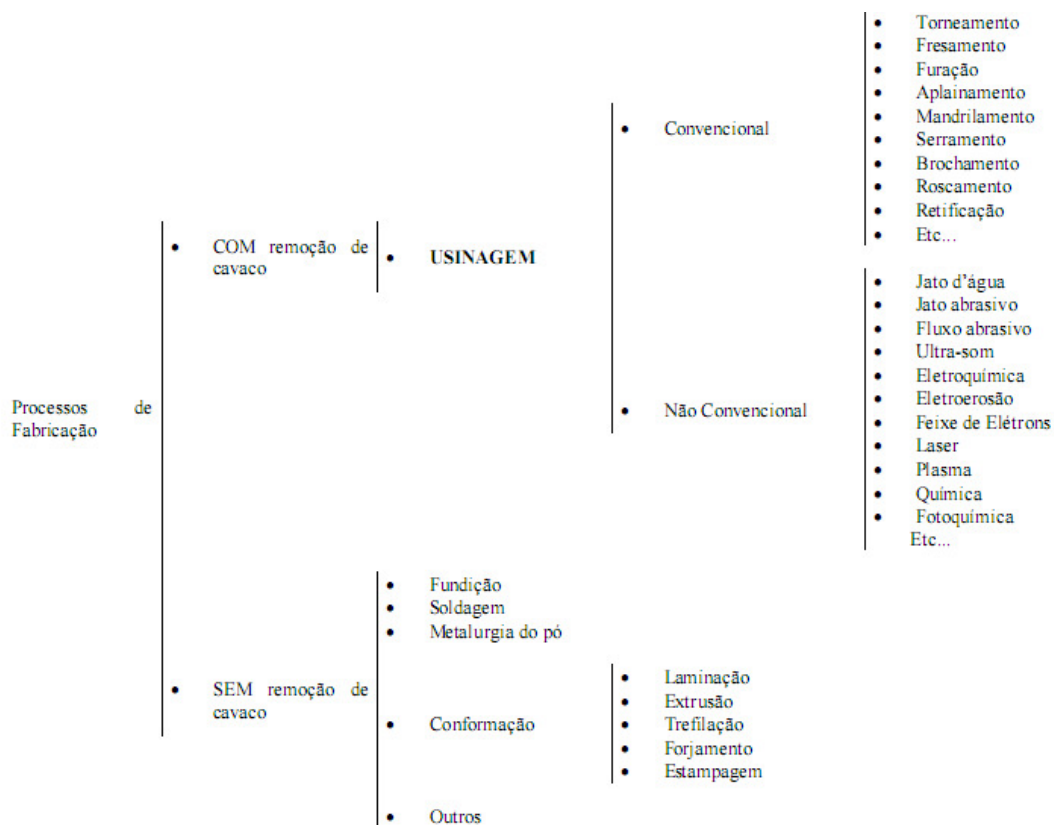 Processos de
Fabricação
• COM remoção de
cavaco
• USINAGEM
• Convencional
• Torneamento
• Fresamento
• Furação
• Aplainamento
• Mandrilamento
• Serramento
• Brochamento
• Roscamento
• Retificação
• Etc...
• Não Convencional
• Jato d'água
• Jato abrasivo
• Fluxo abrasivo
• Ultra-som
• Eletroquímica
• Eletroerosão
• Feixe de Elétrons
• Laser
• Plasma
• Química
• Fotoquímica
Etc...
• SEM remoção de
cavaco
• Fundição
• Soldagem
• Metalurgia do pó
• Conformação
• Laminação
• Extrusão
• Trefilação
• Forjamento
• Estampagem
• Outros